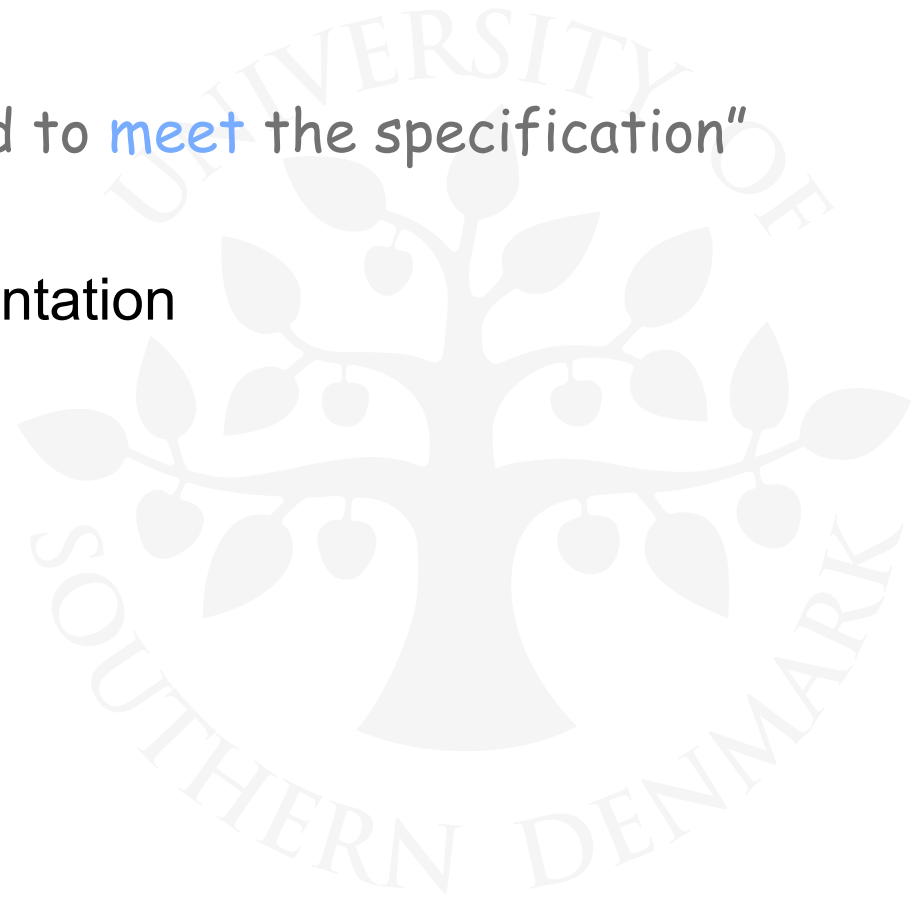 UNIVERSITY OF
d to meet the specification”
ntation
SOUTHERN DENMARK